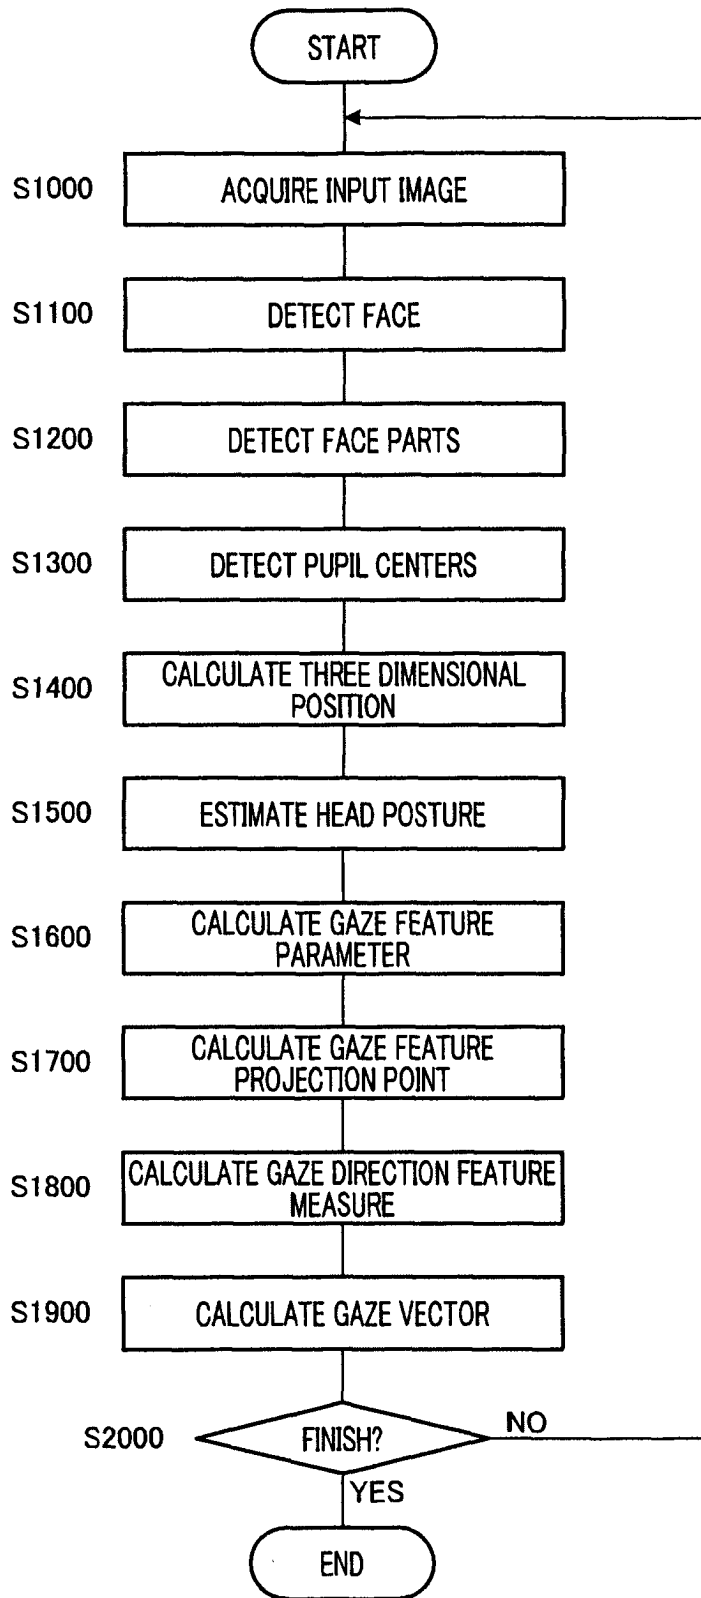 START
S1000 ACQUIRE INPUT IMAGE
S1100 DETECT FACE
S1200 DETECT FACE PARTS
S1300 DETECT PUPIL CENTERS
S1400 CALCULATE THREE DIMENSIONAL
POSITION
S1500 ESTIMATE HEAD POSTURE
S1600 CALCULATE GAZE FEATURE
PARAMETER
S1700 CALCULATE GAZE FEATURE
PROJECTION POINT
S1800 CALCULATE GAZE DIRECTION FEATURE
MEASURE
S1900 CALCULATE GAZE VECTOR
S2000 FINISH? NO
YES
END